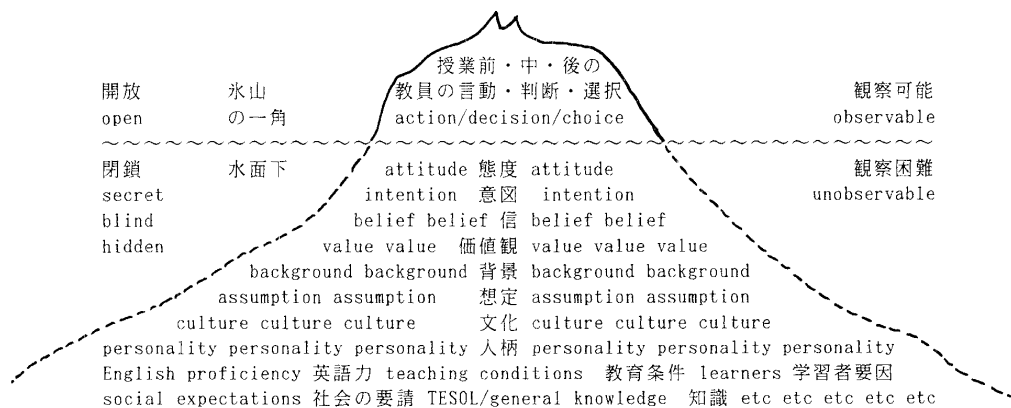 授業前・中・後の
開放 氷山 教員の言動・判断・選択 観察可能
open の一角 action/decision/choice observable
閉鎖 水面下 attitude 態度 attitude 観察困難
secret intention 意図 intention unobservable
blind belief belief 信 belief belief
hidden value value 価値観 value value value
background background 背景 background background
assumption assumption 想定 assumption assumption
culture culture culture 文化 culture culture culture
personality personality personality 人柄 personality personality personality
English proficiency 英語力 teaching conditions 教育条件 learners 学習者要因
social expectations 社会の要請 TESOL/general knowledge 知識 etc etc etc etc etc